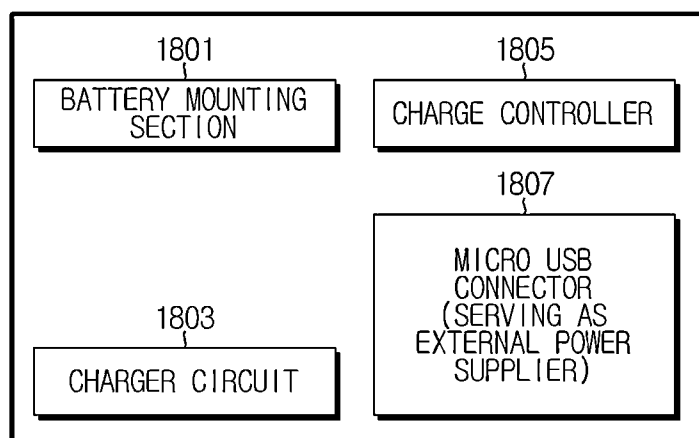 1801
BATTERY MOUNTING
SECTION
1805
CHARGE CONTROLLER
1807
MICRO USB
CONNECTOR
(SERVING AS
EXTERNAL POWER
SUPPLIER)
1803
CHARGER CIRCUIT